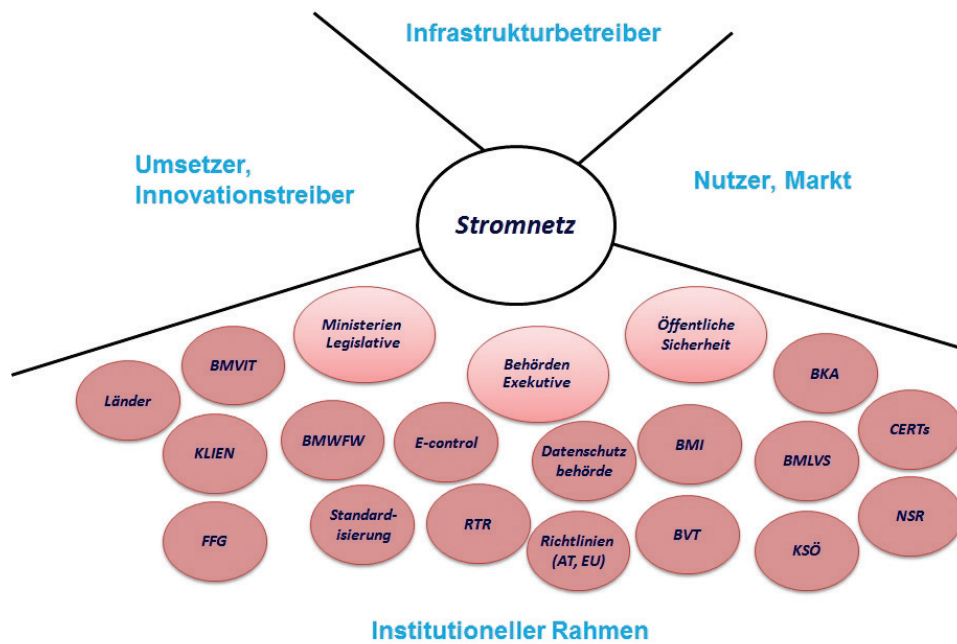 Infrastrukturbetreiber
Umsetzer,
Innovationstreiber
Nutzer, Markt
Stromnetz
Ministerien
Legislative
Öffentliche
Sicherheit
Behörden
Exekutive
BMVIT
BKA
Länder
CERTs
KLIEN
BMWFW
E-control
Datenschutz
behörde
BMI
BMLVS
Standard-
isierung
RTR
NSR
FFG
Richtlinien
(AT, EU)
BVT
KSÖ
Institutioneller Rahmen